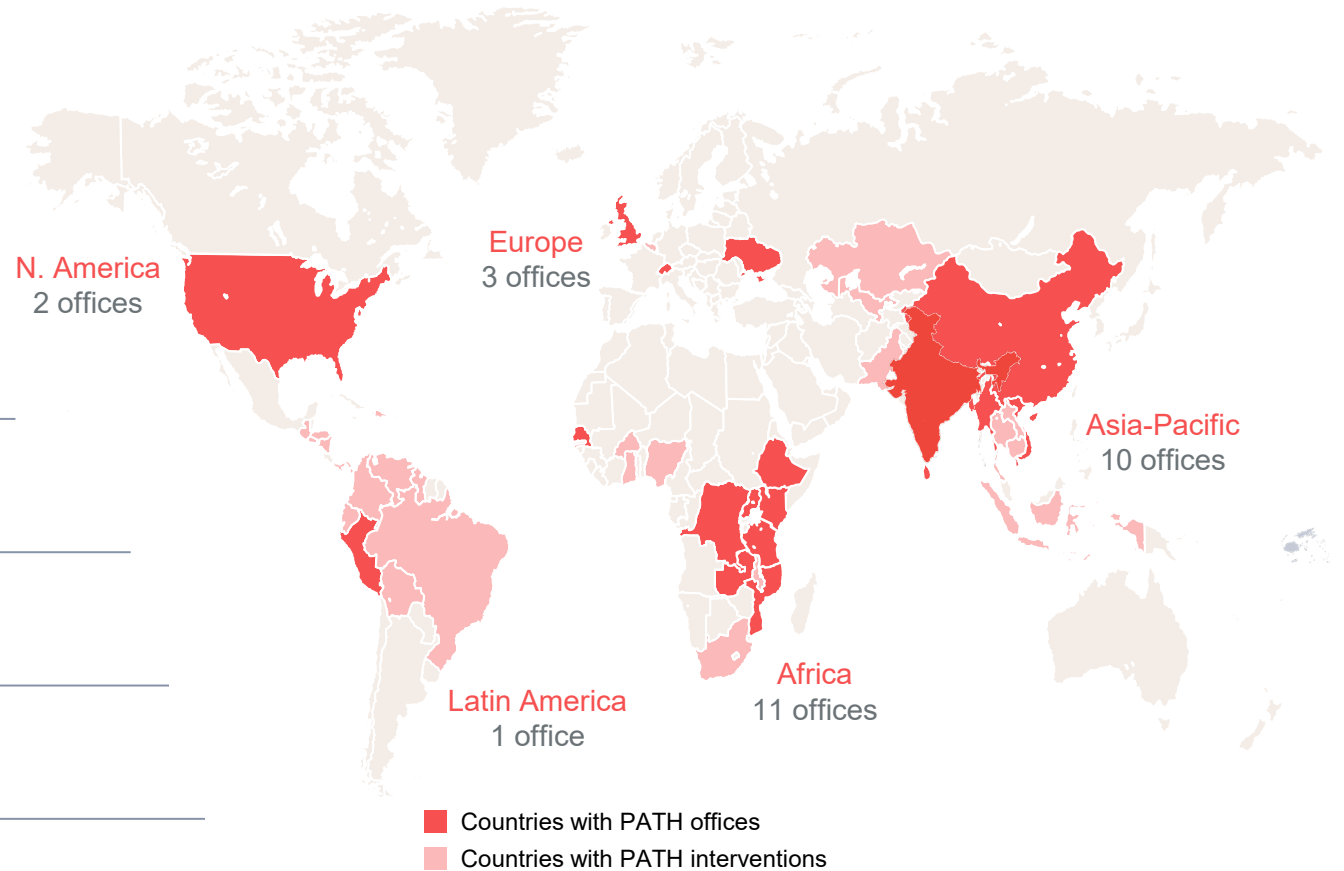 N. America
2 offices
Europe
3 offices
Asia-Pacific
10 offices
Africa
11 offices
Latin America
1 office
Countries with PATH offices
Countries with PATH interventions